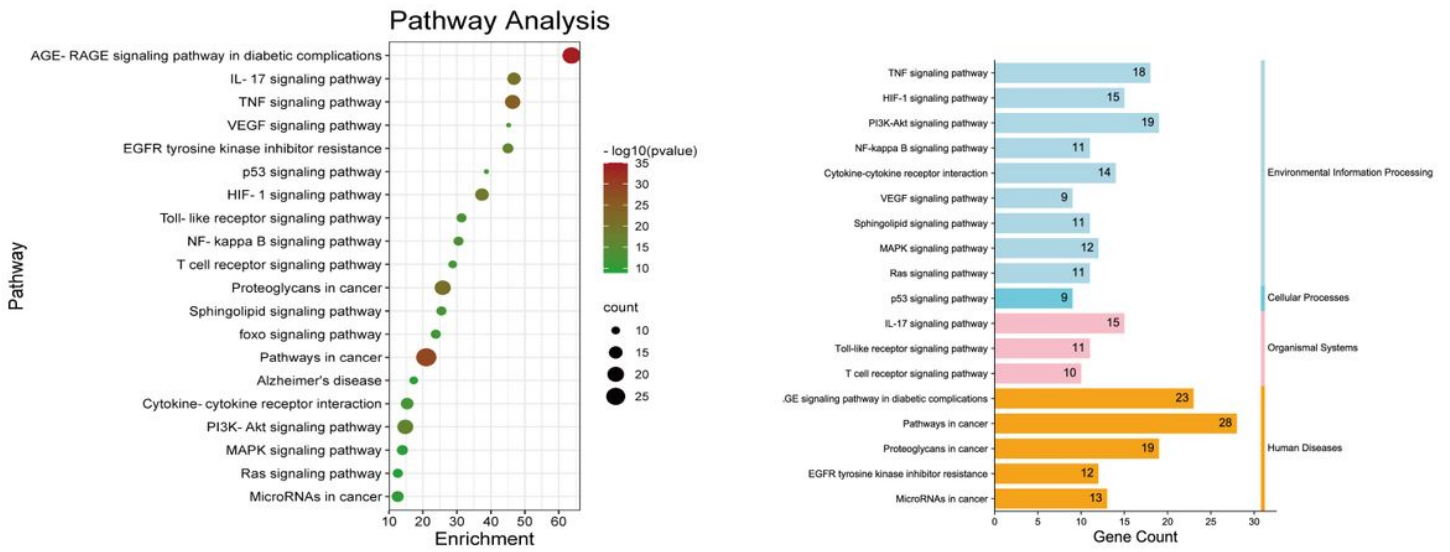 Pathway Analysis
Pathway
AGE- RAGE signaling pathway in diabetic complications
IL- 17 signaling pathway
TNF signaling pathway
VEGF signaling pathway
EGFR tyrosine kinase inhibitor resistance
p53 signaling pathway
HIF- 1 signaling pathway
Toll- like receptor signaling pathway
NF- kappa B signaling pathway
T cell receptor signaling pathway
Proteoglycans in cancer
Sphingolipid signaling pathway
foxo signaling pathway
Pathways in cancer
Alzheimer's disease
Cytokine- cytokine receptor interaction
PI3K- Akt signaling pathway
MAPK signaling pathway
Ras signaling pathway
MicroRNAs in cancer
10 20 30 40 50 60
Enrichment
- log10(pvalue)
35
30
25
20
15
10
count
10
15
20
25
TNF signaling pathway 18
HIF-1 signaling pathway 15
PI3K-Akt signaling pathway 19
NF-kappa B signaling pathway 11
Cytokine-cytokine receptor interaction 14
VEGF signaling pathway 9
Sphingolipid signaling pathway 11
MAPK signaling pathway 12
Ras signaling pathway 11
p53 signaling pathway 9
IL-17 signaling pathway 15
Toll-like receptor signaling pathway 11
T cell receptor signaling pathway 10
.GE signaling pathway in diabetic complications 23
Pathways in cancer 28
Proteoglycans in cancer 19
EGFR tyrosine kinase inhibitor resistance 12
MicroRNAs in cancer 13
0 5 10 15 20 25 30
Gene Count
Environmental Information Processing
Cellular Processes
Organismal Systems
Human Diseases